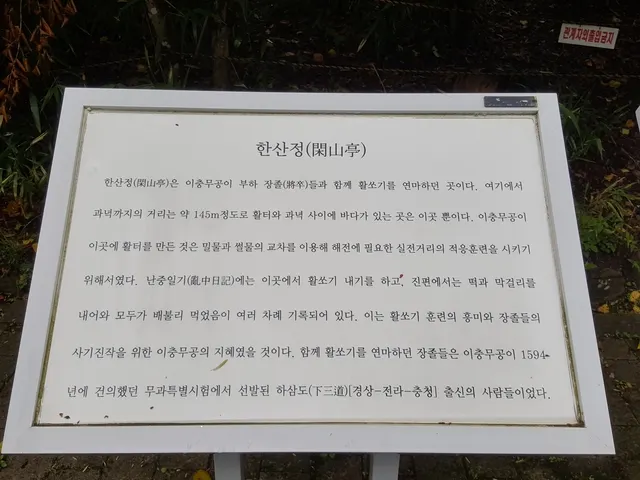 관계자외출입금지
한산정(閑山亭)
한산정(閑山亭)은 이충무공이 부하 장졸(將卒)들과 함께 활쏘기를 연마하던 곳이다. 여기에서
과녁까지의 거리는 약 145m정도로 활터와 과녁 사이에 바다가 있는 곳은 이곳 뿐이다. 이충무공이
이곳에 활터를 만든 것은 밀물과 썰물의 교차를 이용해 해전에 필요한 실전거리의 적응훈련을 시키기
위해서였다. 난중일기(亂中日記)에는 이곳에서 활쏘기 내기를 하고, 진편에서는 떡과 막걸리를
내어와 모두가 배불리 먹었음이 여러 차례 기록되어 있다. 이는 활쏘기 훈련의 흥미와 장졸들의
사기진작을 위한 이충무공의 지혜였을 것이다. 함께 활쏘기를 연마하던 장졸들은 이충무공이 1594
년에 건의했던 무과특별시험에서 선발된 하삼도(下三道)[경상-전라-충청] 출신의 사람들이었다.